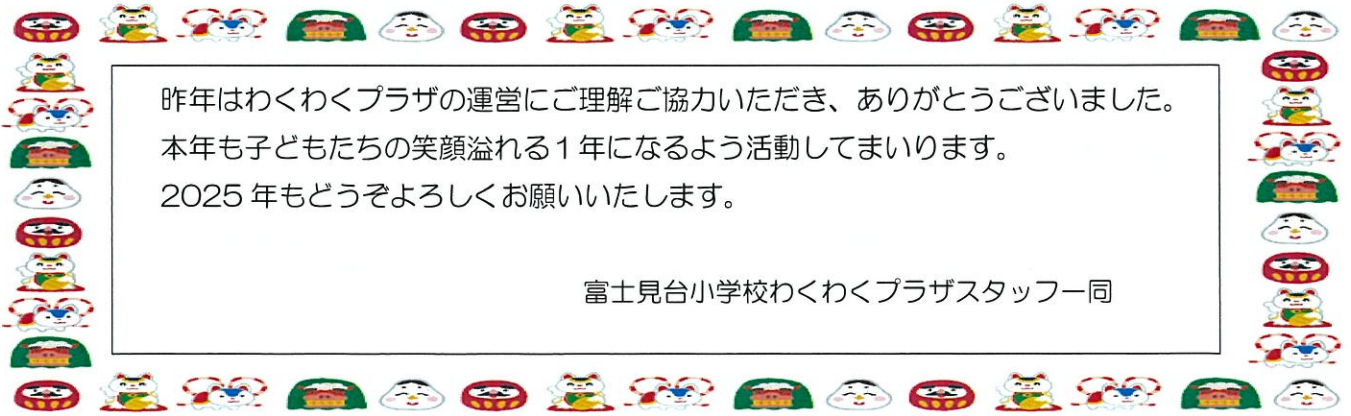 昨年はわくわくプラザの運営にご理解ご協力いただき、ありがとうございました。
本年も子どもたちの笑顔溢れる１年になるよう活動してまいります。
2025 年もどうぞよろしくお願いいたします。
富士見台小学校わくわくプラザスタッフ一同